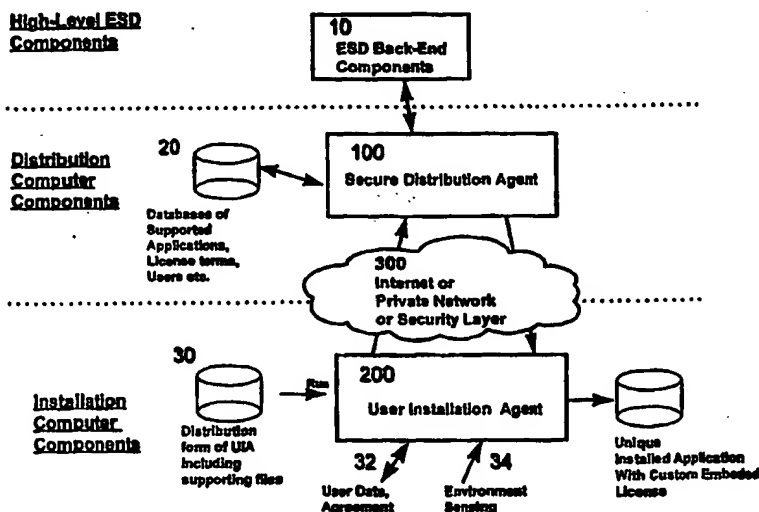 High-Level ESD
Components
10
ESD Back-End
Components
Distribution
Computer
Components
20
Databases of
Supported
Applications,
License terms,
Users etc.
100
Secure Distribution Agent
300
Internet or
Private Network
or Security Layer
Installation
Computer
Components
30
Distribution
form of UIA
Including
supporting files
Run
200
User Installation Agent
32
User Data,
Agreement
34
Environment
Sensing
Unique
Installed Application
With Custom Embeded
License